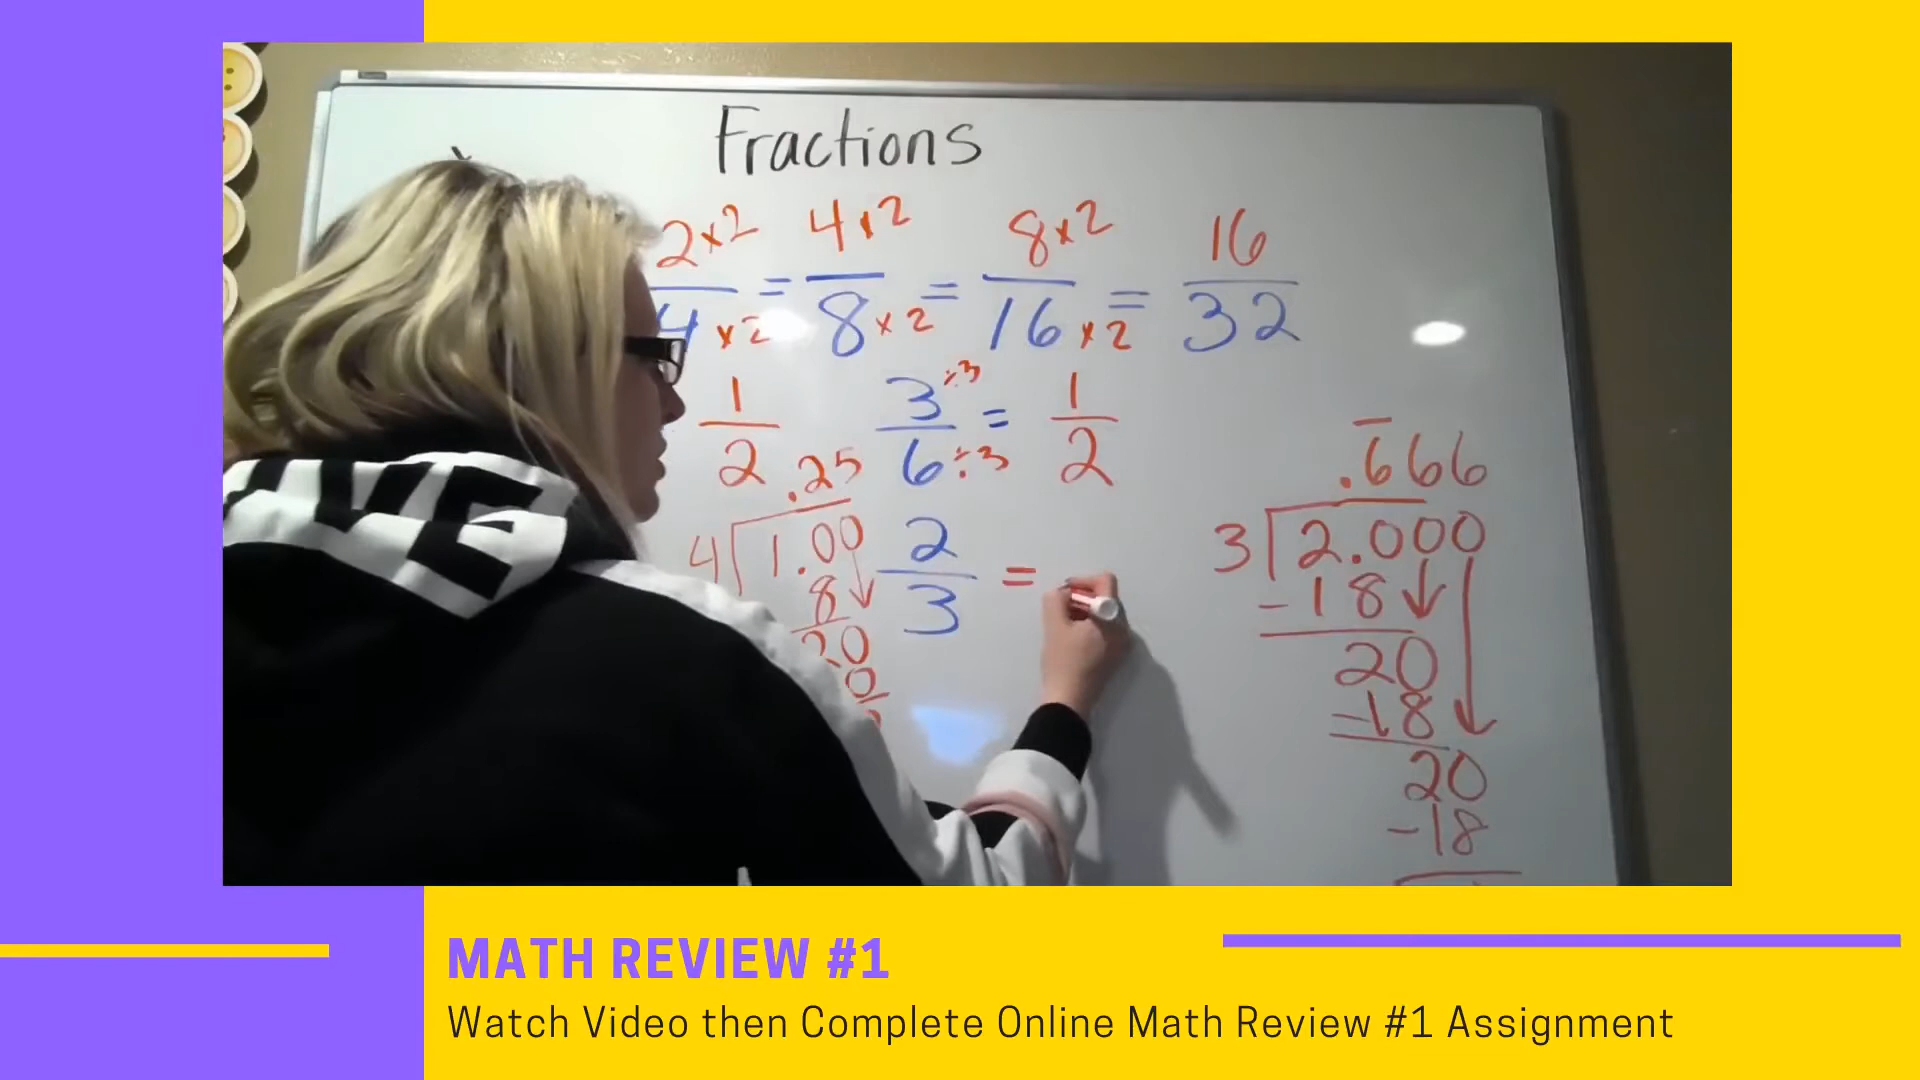 Fractions
2×2 4×2 8×2 16
4×2 = 8×2 = 16×2 = 32
1 3÷3 = 1
2 6÷3 2
.25
4 1.00
8
20
2
3 =
.666
3 2.000
-18
20
-18
20
-18
MATH REVIEW #1
Watch Video then Complete Online Math Review #1 Assignment